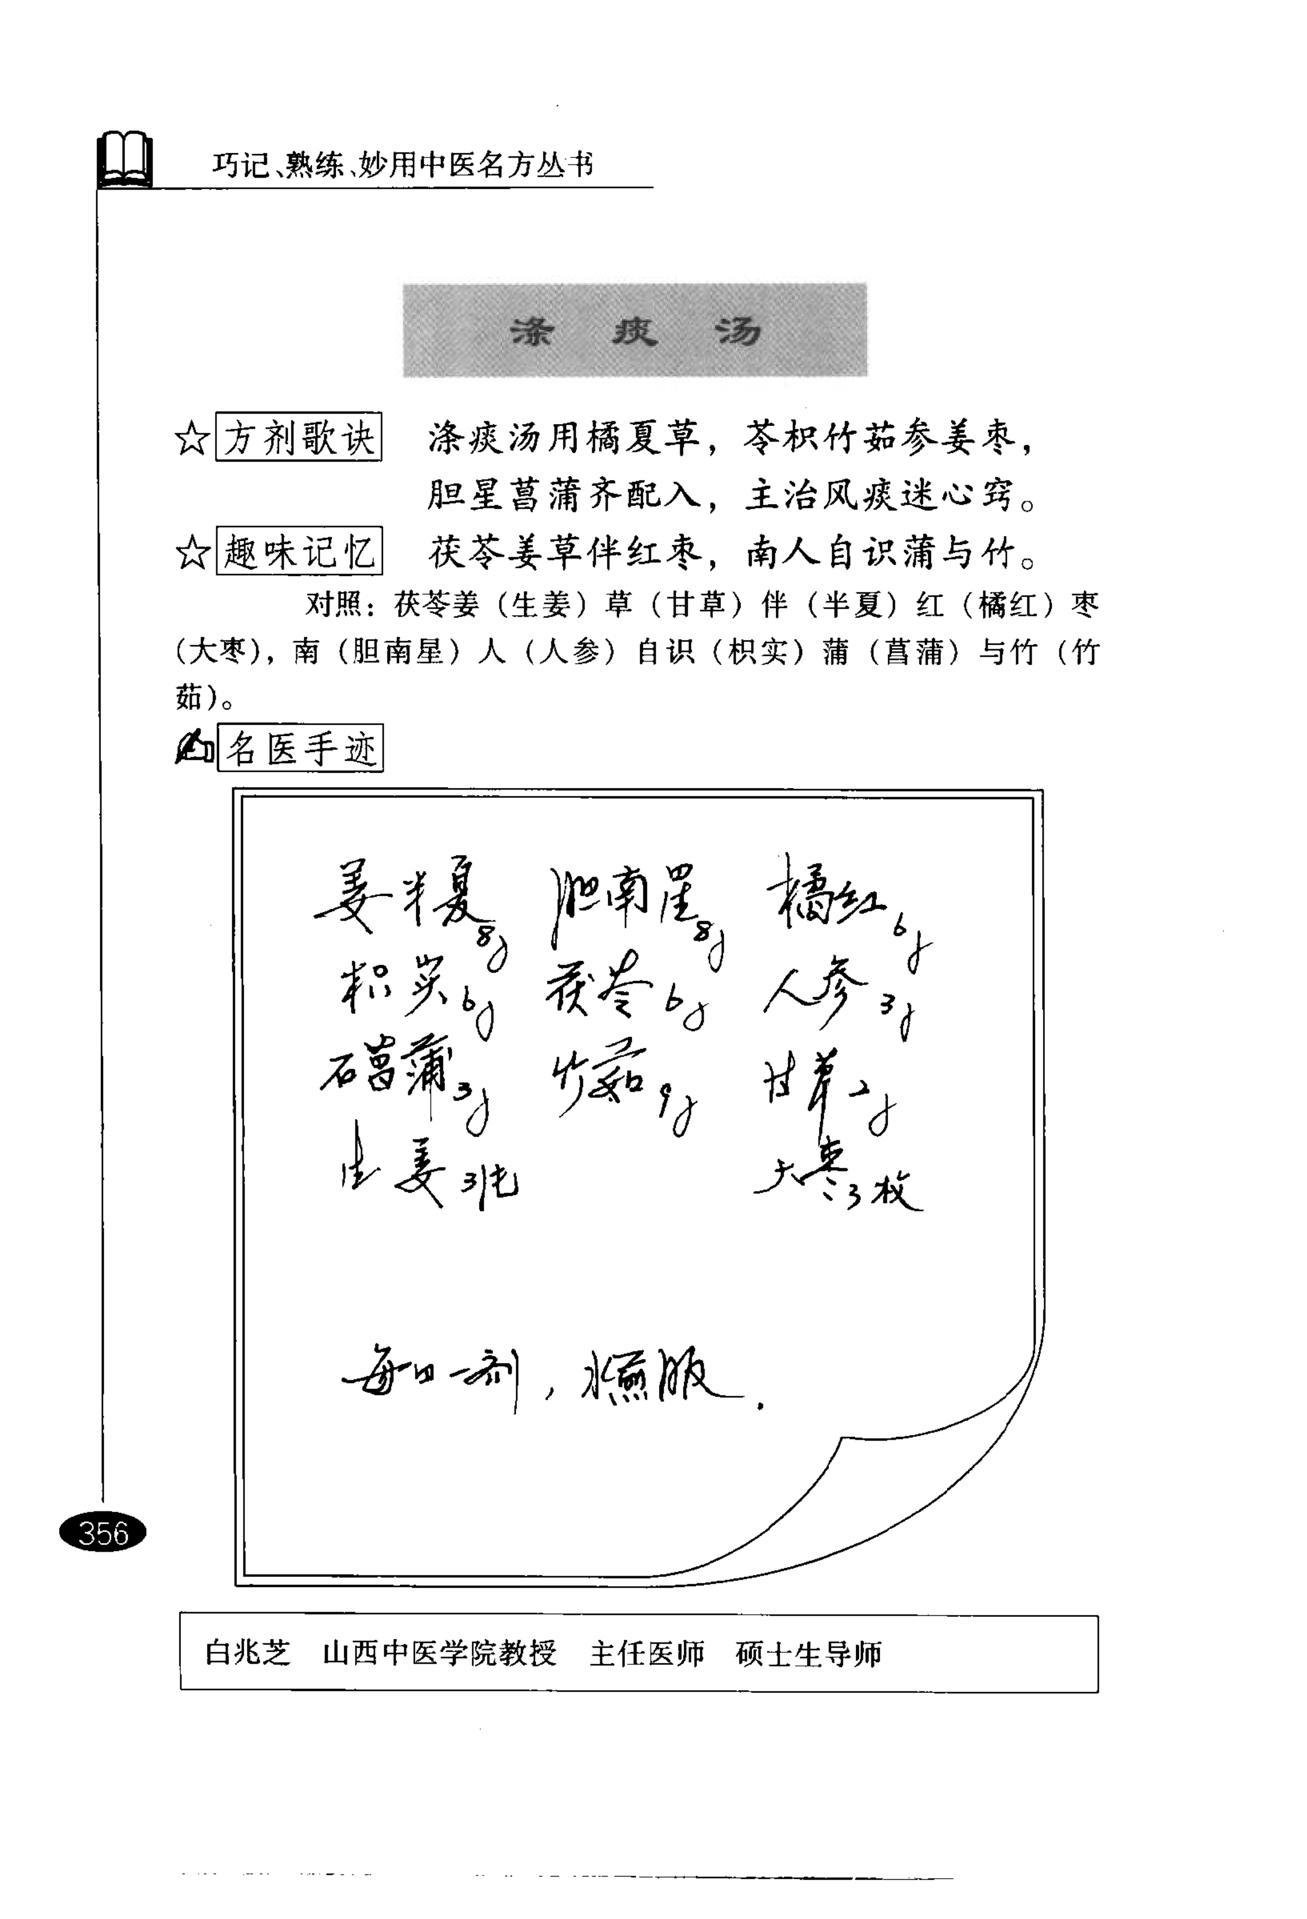 巧记、熟练、妙用中医名方丛书
涤痰汤
☆方剂歌诀 涤痰汤用橘夏草，苓枳竹茹参姜枣，
胆星菖蒲齐配入，主治风痰迷心窍。
☆趣味记忆 茯苓姜草伴红枣，南人自识蒲与竹。
对照：茯苓姜（生姜）草（甘草）伴（半夏）红（橘红）枣
（大枣），南（胆南星）人（人参）自识（枳实）蒲（菖蒲）与竹（竹
茹）。
名医手迹
姜半夏8g 胆南星8g 橘红6g
枳实6g 茯苓6g 人参3g
石菖蒲3g 竹茹9g 甘草2g
生姜3片 大枣3枚
每日一剂，水煎服.
356
白兆芝 山西中医学院教授 主任医师 硕士生导师